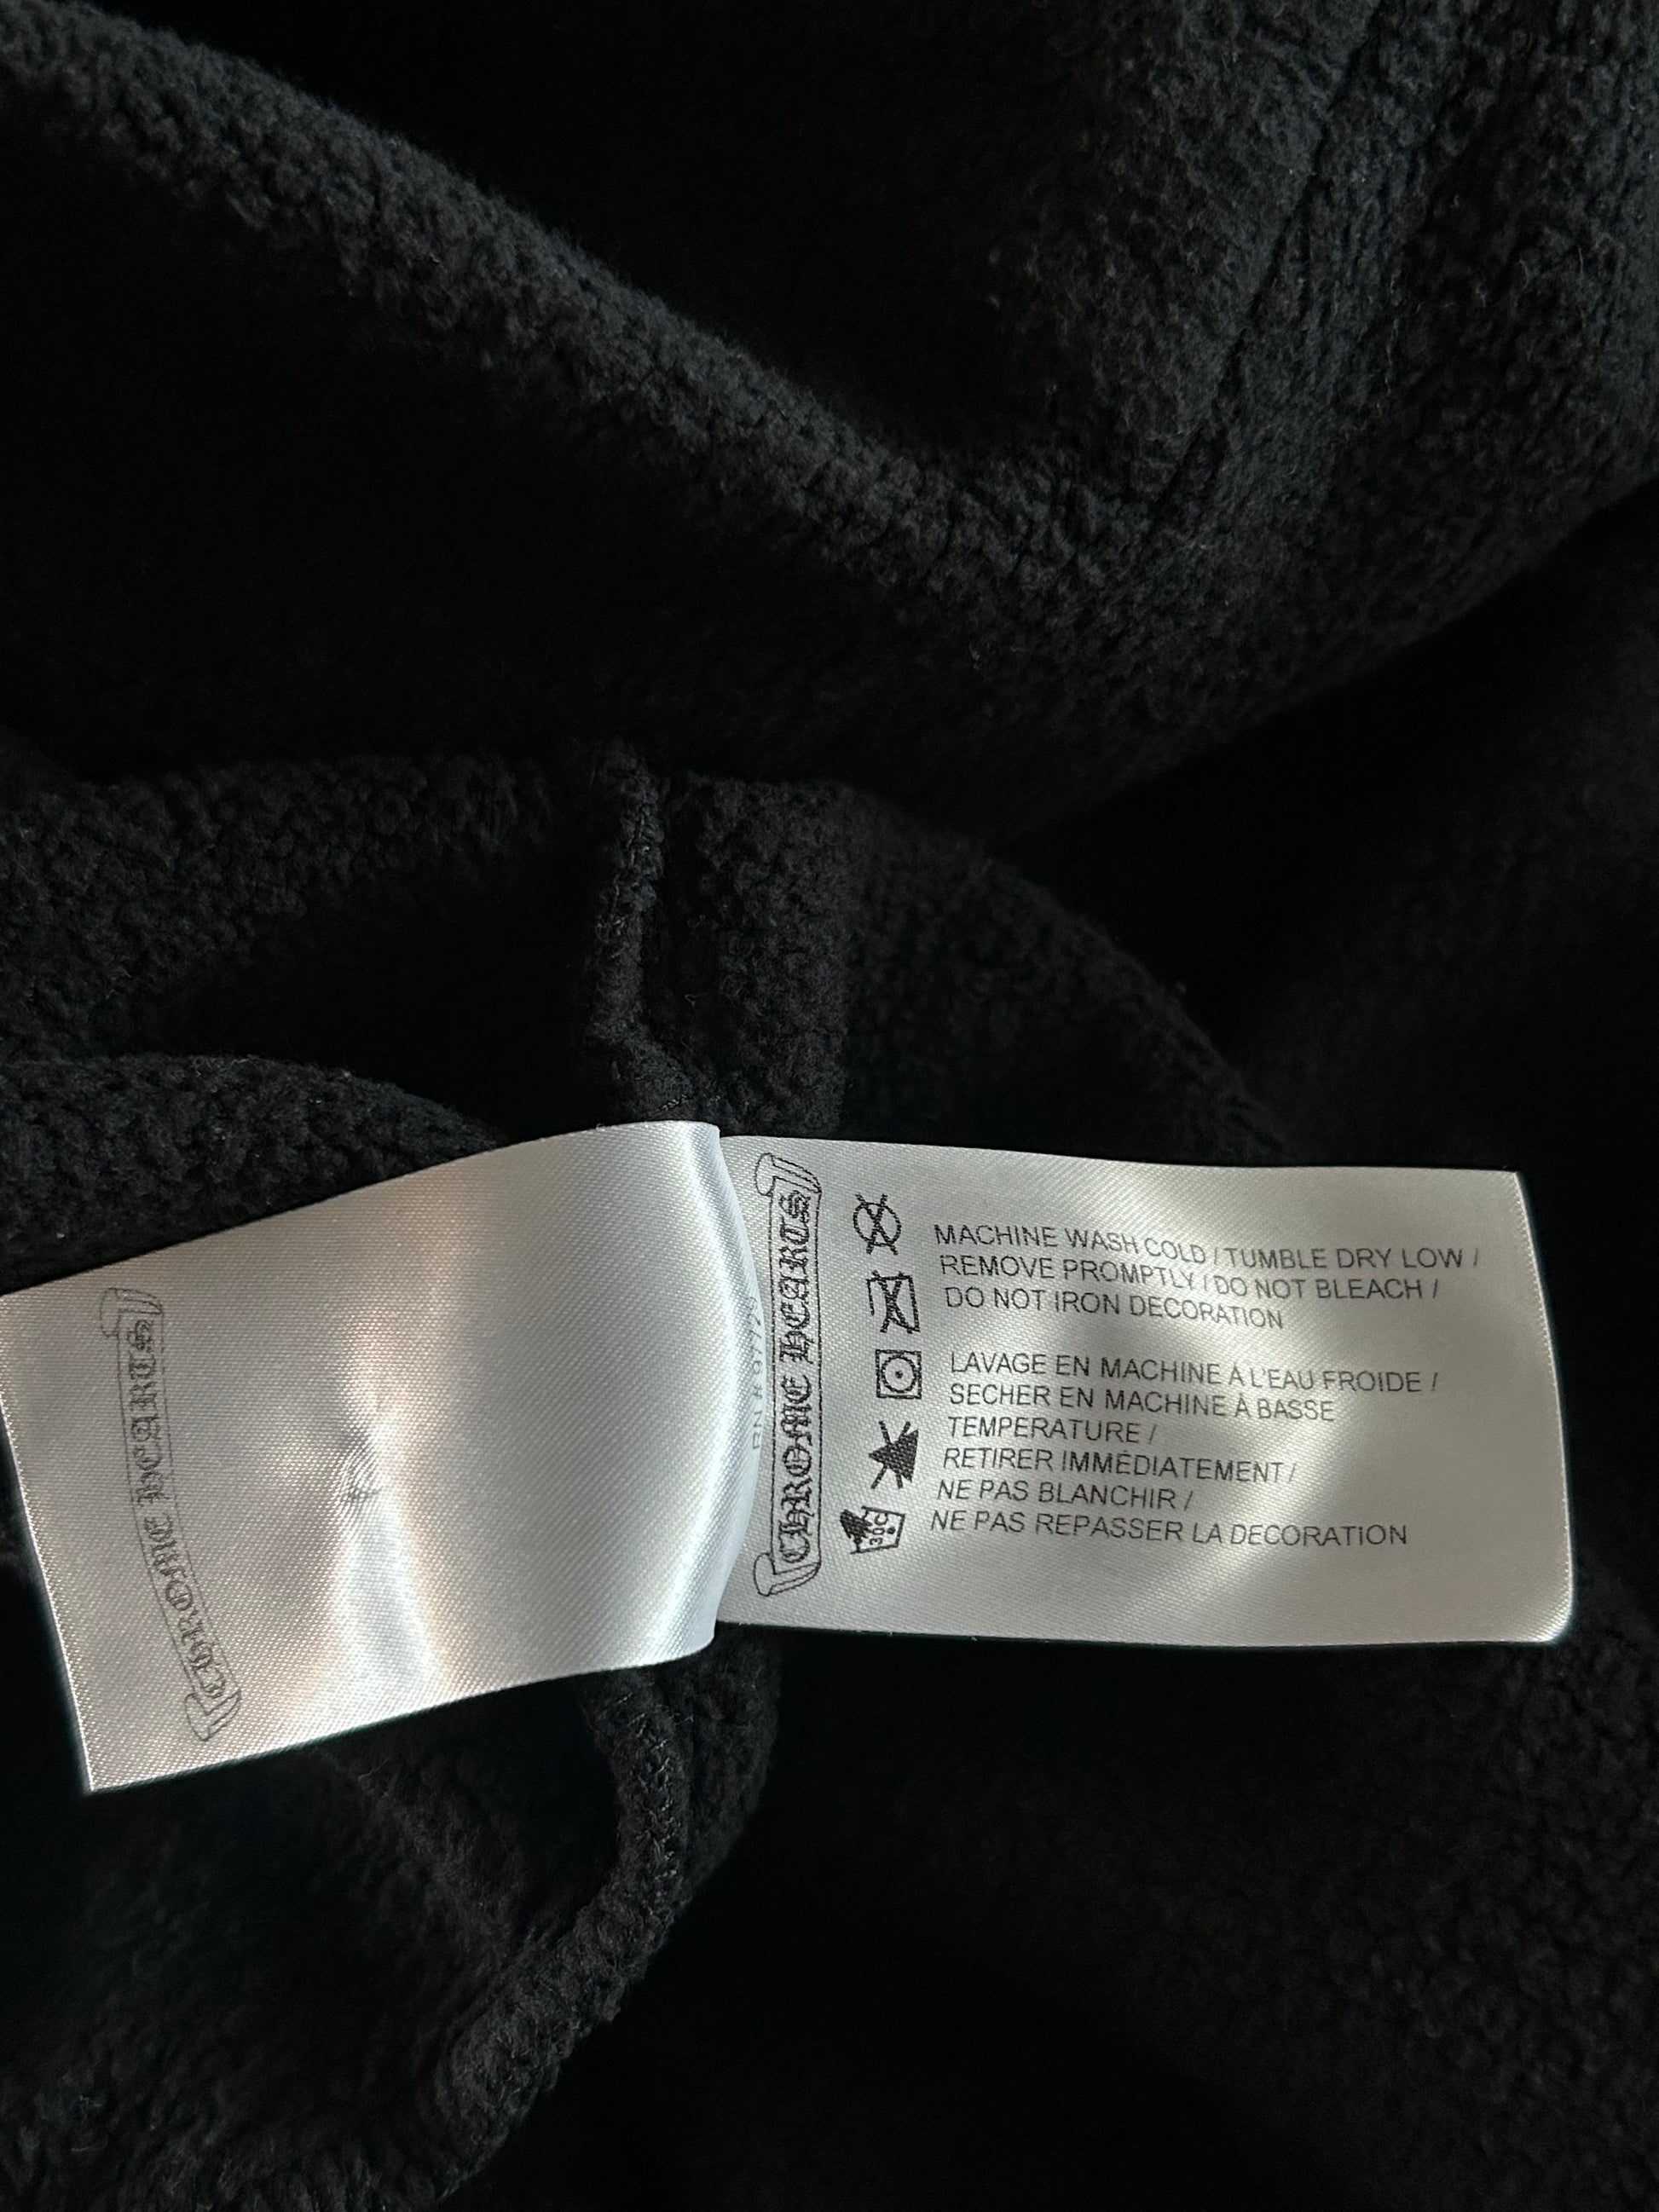 CHROME HEARTS
CHROME HEARTS
MACHINE WASH COLD / TUMBLE DRY LOW /
REMOVE PROMPTLY / DO NOT BLEACH /
DO NOT IRON DECORATION
LAVAGE EN MACHINE À L'EAU FROIDE /
SECHER EN MACHINE À BASSE
TEMPERATURE /
RETIRER IMMÉDIATEMENT /
NE PAS BLANCHIR /
NE PAS REPASSER LA DECORATION
30C